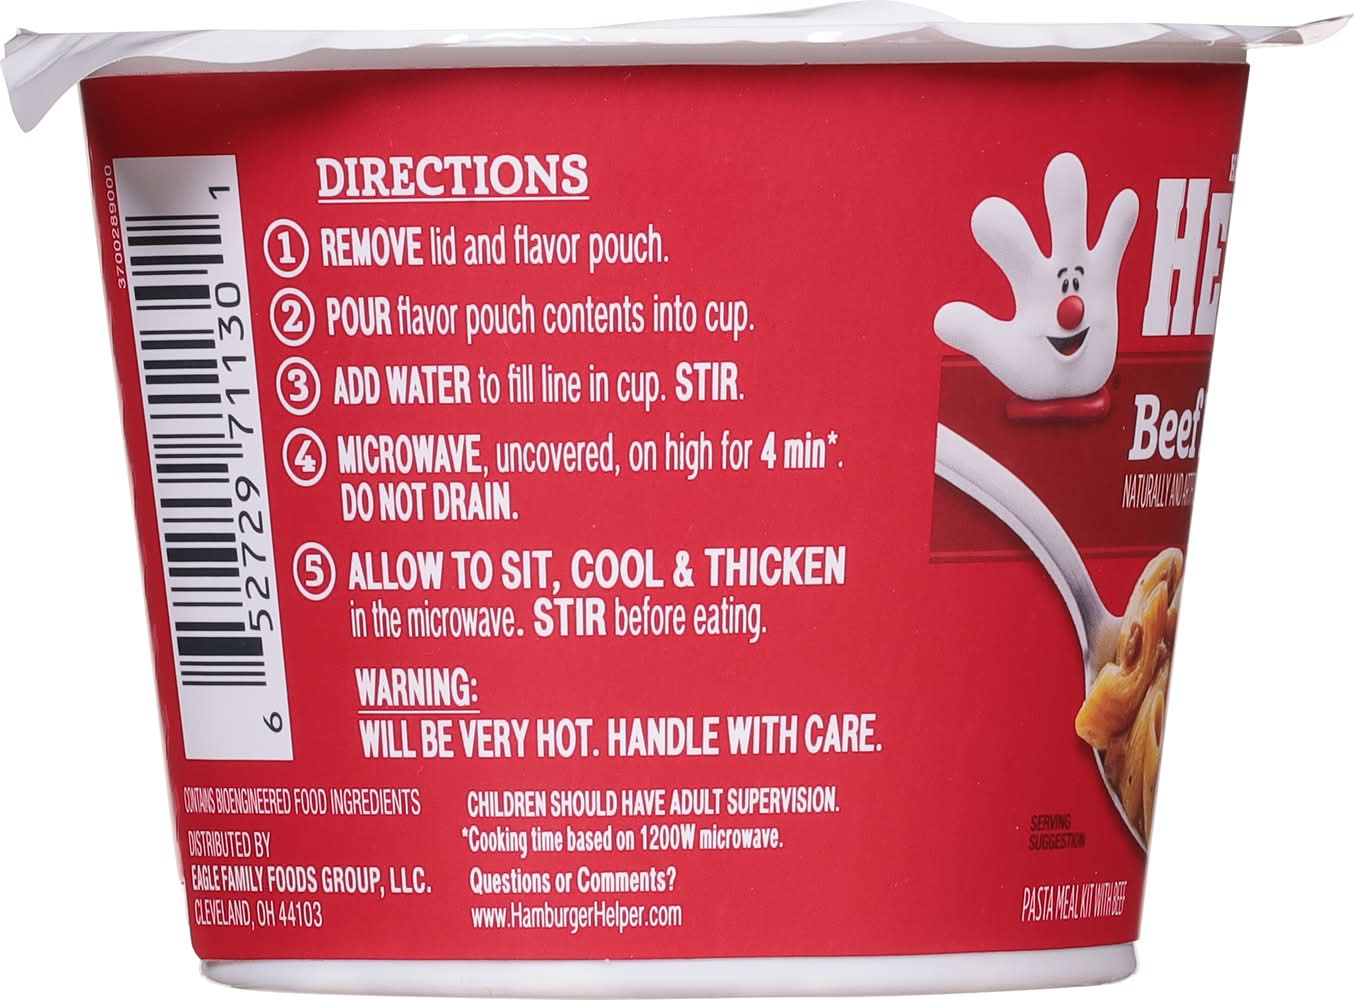 3700289000
6 52729 71130 1
DIRECTIONS
1 REMOVE lid and flavor pouch.
2 POUR flavor pouch contents into cup.
3 ADD WATER to fill line in cup. STIR.
4 MICROWAVE, uncovered, on high for 4 min*.
DO NOT DRAIN.
5 ALLOW TO SIT, COOL & THICKEN
in the microwave. STIR before eating.
WARNING:
WILL BE VERY HOT. HANDLE WITH CARE.
CONTAINS BIOENGINEERED FOOD INGREDIENTS
DISTRIBUTED BY
EAGLE FAMILY FOODS GROUP, LLC.
CLEVELAND, OH 44103
CHILDREN SHOULD HAVE ADULT SUPERVISION.
*Cooking time based on 1200W microwave.
Questions or Comments?
www.HamburgerHelper.com
HE
Beef
NATURALLY AND
SERVING
SUGGESTION
PASTA MEAL KIT WITH BEEF